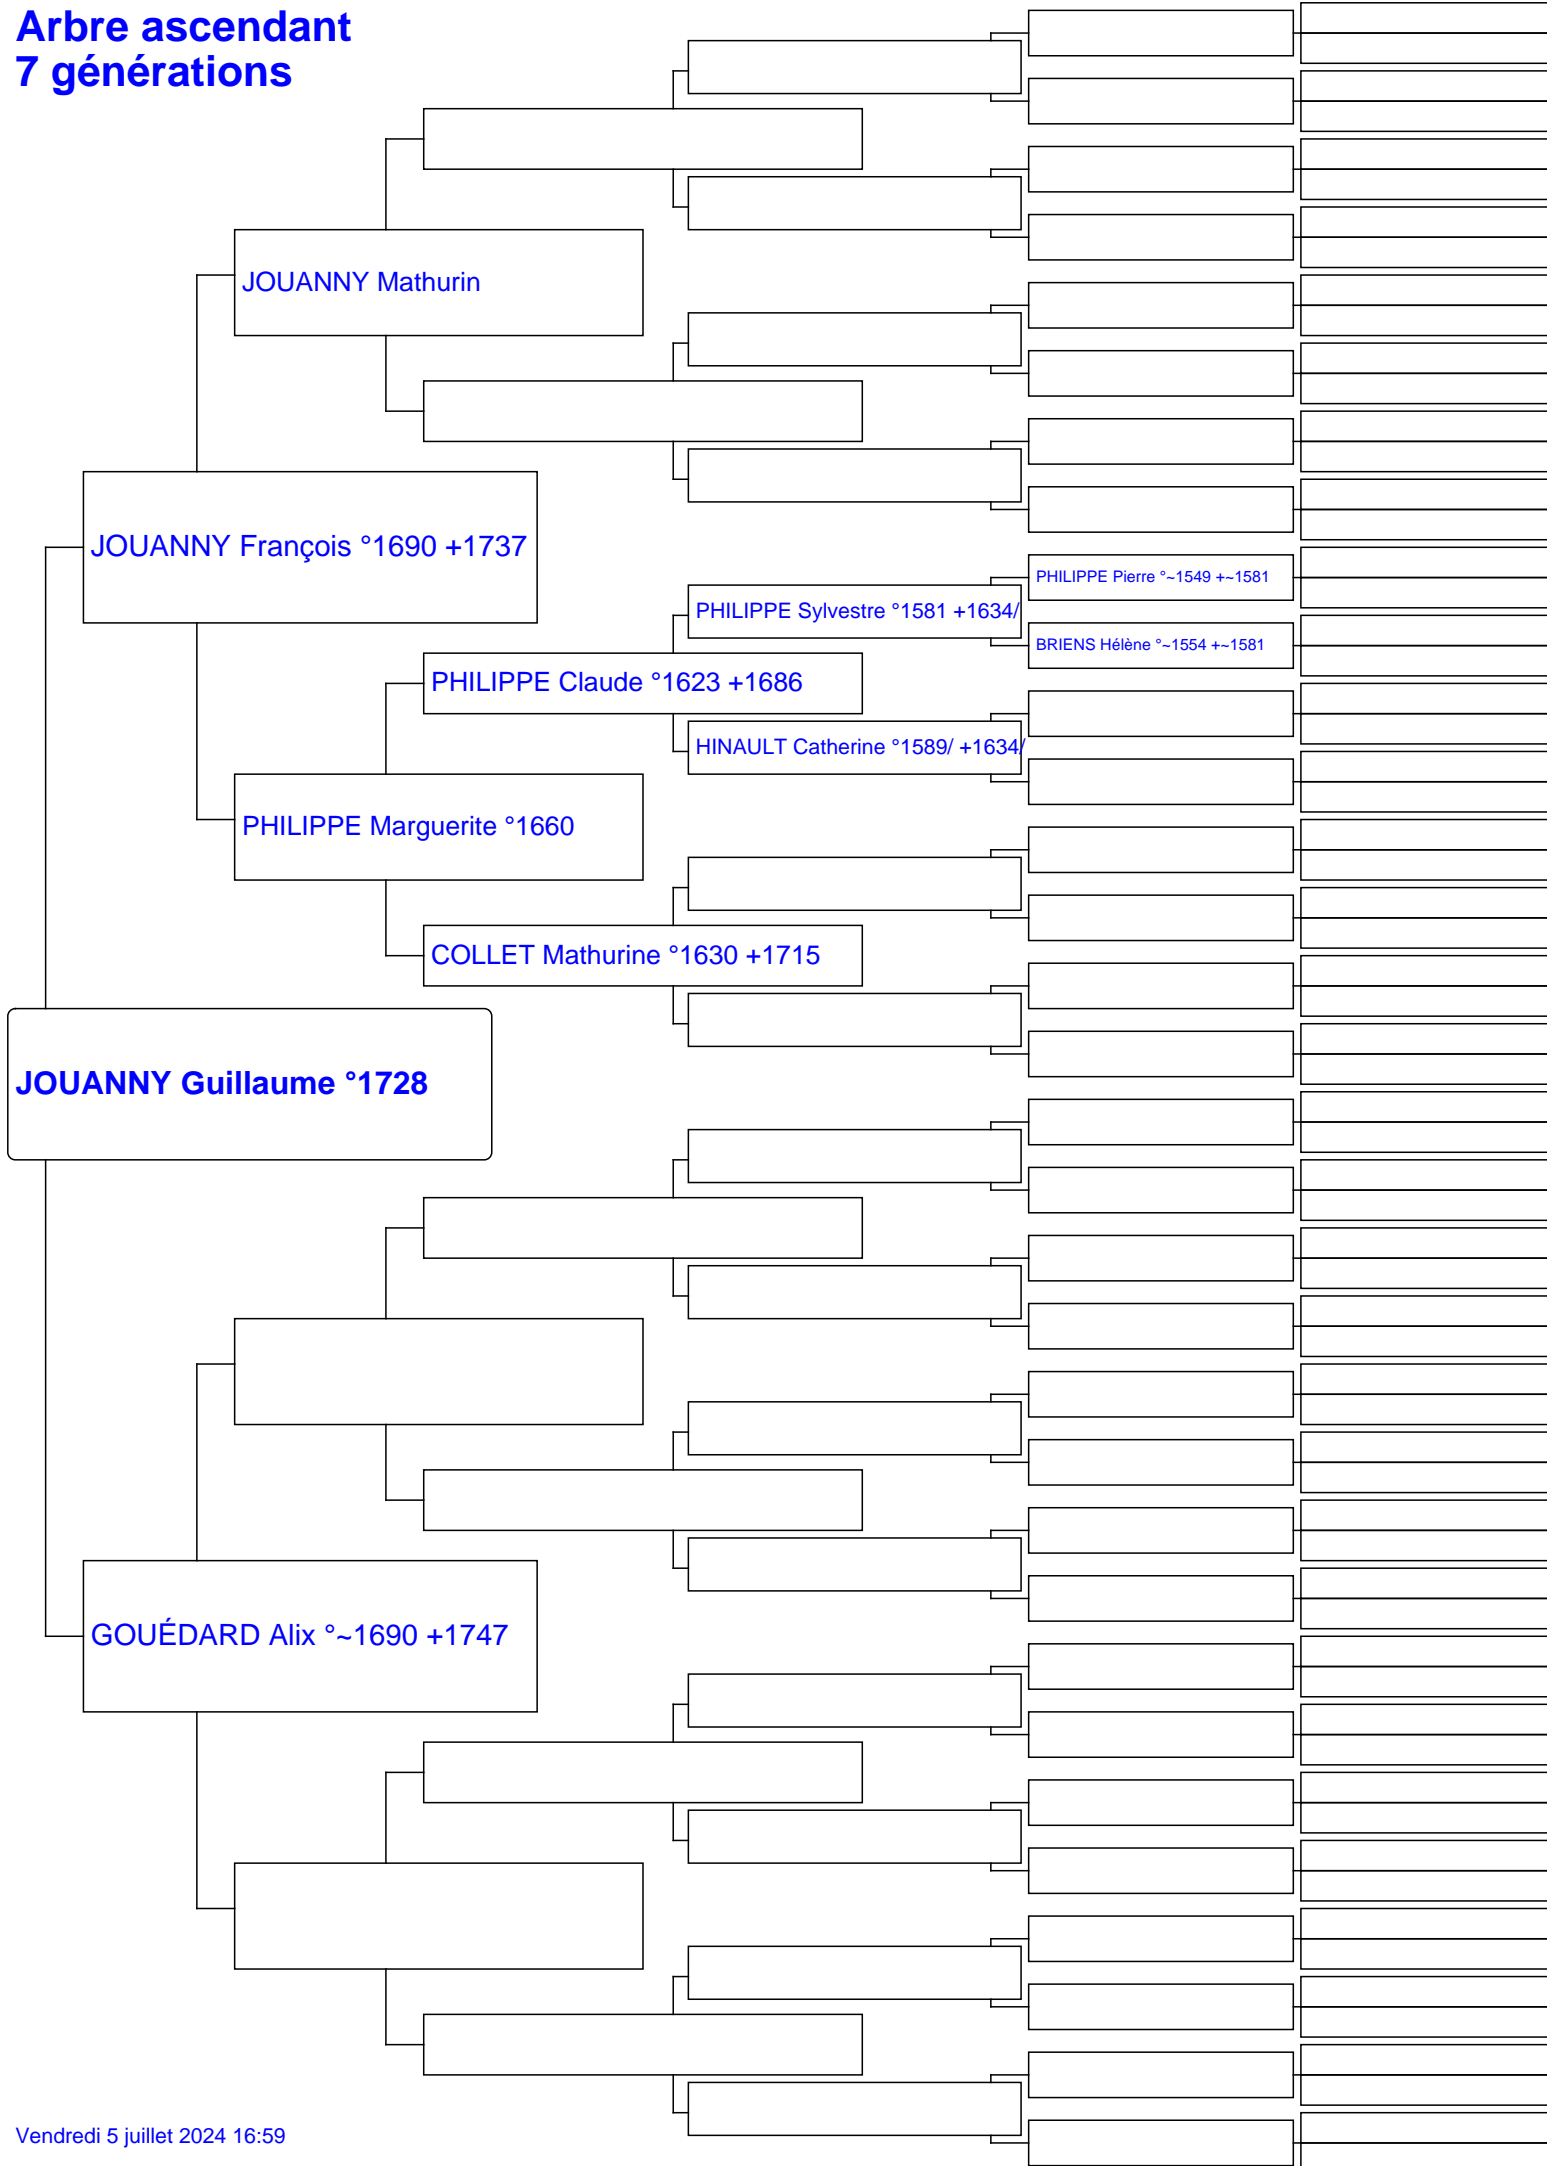 Arbre ascendant
7 générations
JOUANNY Mathurin
JOUANNY François °1690 +1737
PHILIPPE Pierre °~1549 +~1581
PHILIPPE Sylvestre °1581 +1634/
BRIENS Hélène °~1554 +~1581
PHILIPPE Claude °1623 +1686
HINAULT Catherine °1589/ +1634/
PHILIPPE Marguerite °1660
COLLET Mathurine °1630 +1715
JOUANNY Guillaume °1728
GOUÉDARD Alix °~1690 +1747
Vendredi 5 juillet 2024 16:59